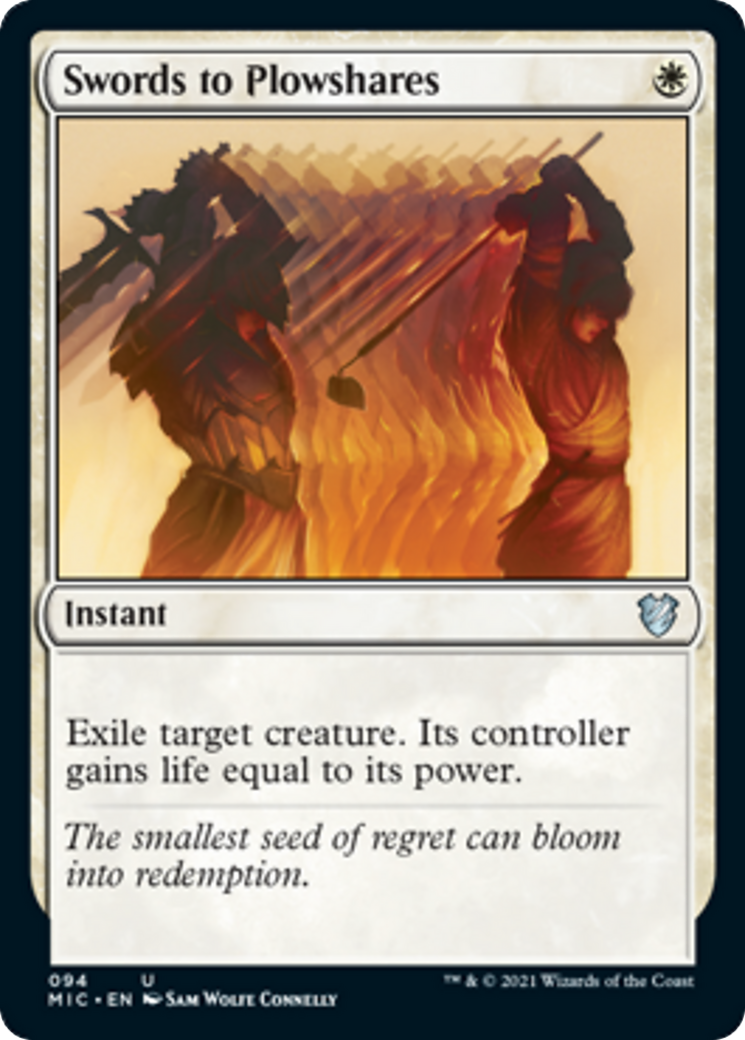 Swords to Plowshares
Instant
Exile target creature. Its controller
gains life equal to its power.
The smallest seed of regret can bloom
into redemption.
094 U
MIC • EN Sam Wolfe Connelly
™ & © 2021 Wizards of the Coast